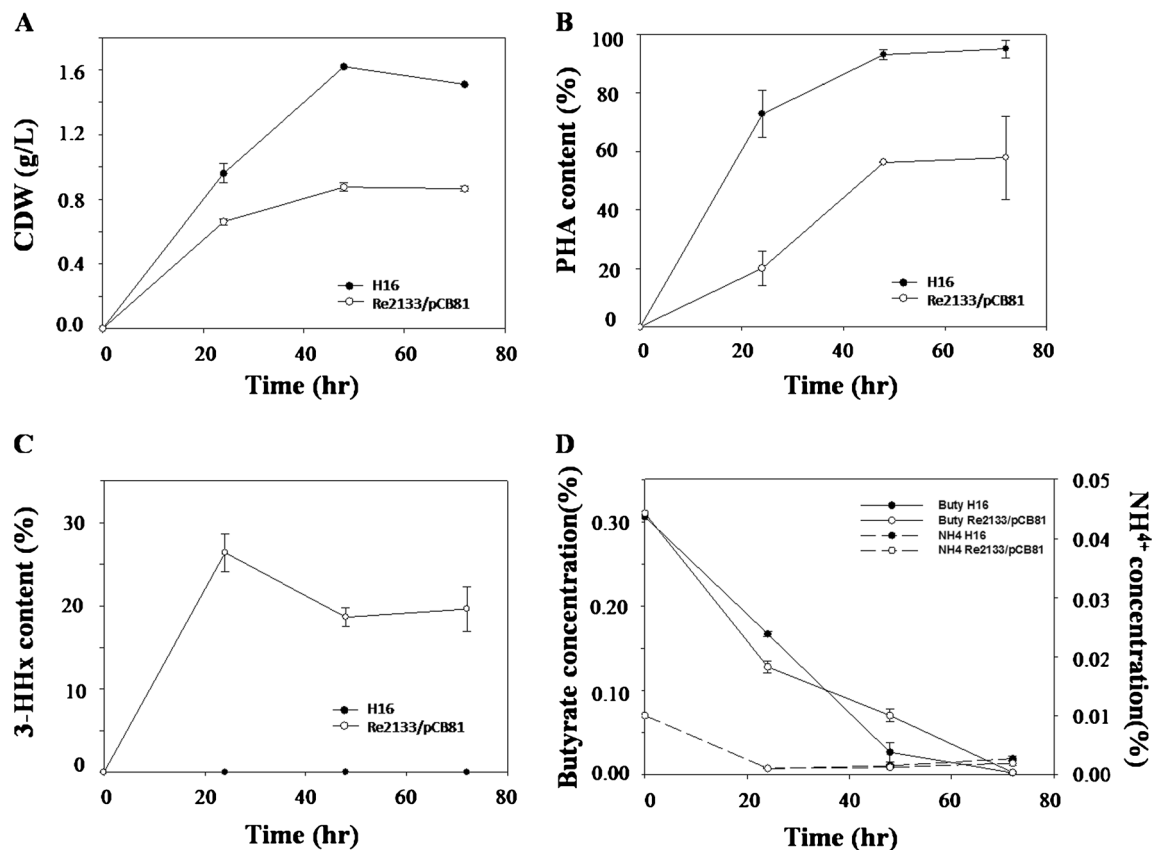 A
CDW (g/L)
1.6
1.2
0.8
0.4
0.0
H16
Re2133/pCB81
0 20 40 60 80
Time (hr)
B
PHA content (%)
100
80
60
40
20
0
H16
Re2133/pCB81
0 20 40 60 80
Time (hr)
C
3-HHx content (%)
30
20
10
0
H16
Re2133/pCB81
0 20 40 60 80
Time (hr)
D
Butyrate concentration(%)
0.30
0.20
0.10
0.00
Buty H16
Buty Re2133/pCB81
NH4 H16
NH4 Re2133/pCB81
0.05
0.04
0.03
0.02
0.01
0.00
NH⁴⁺ concentration(%)
0 20 40 60 80
Time (hr)